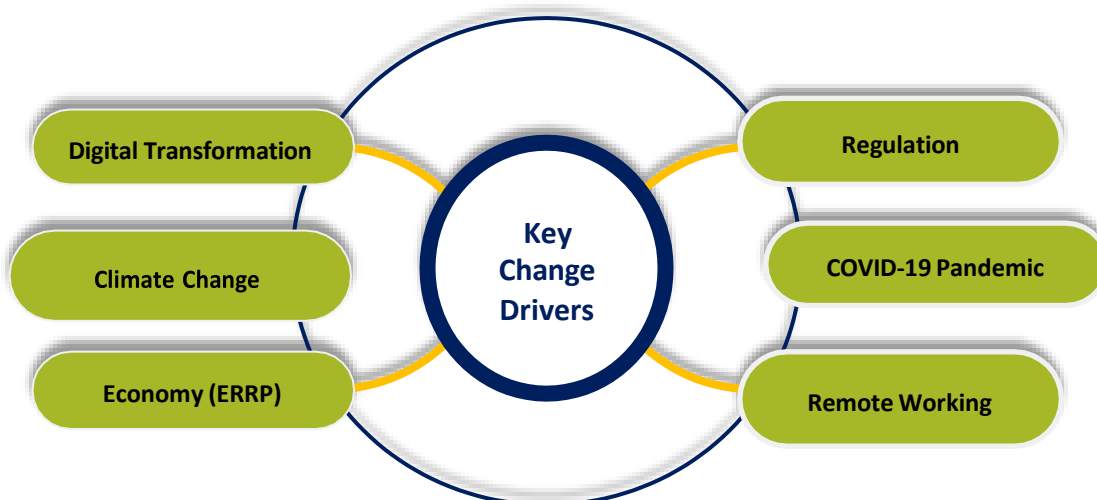 Digital Transformation
Climate Change
Economy (ERRP)
Key
Change
Drivers
Regulation
COVID-19 Pandemic
Remote Working